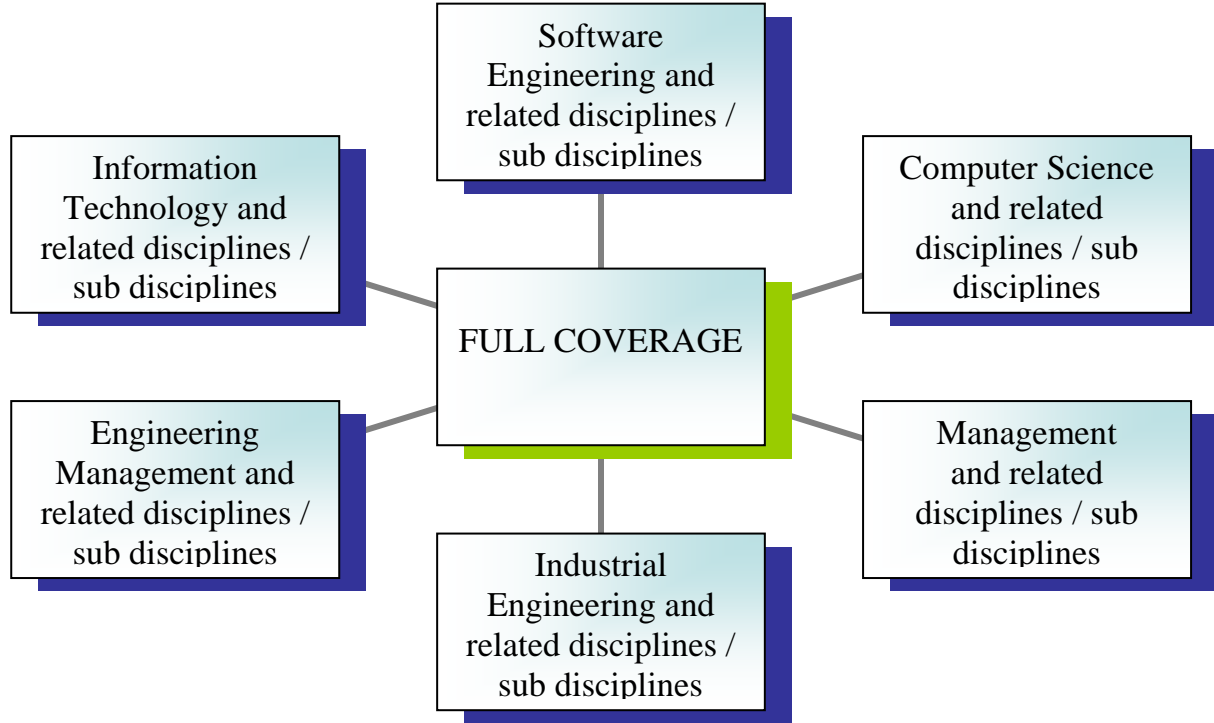 Software
Engineering and
related disciplines /
sub disciplines
Information
Technology and
related disciplines /
sub disciplines
Computer Science
and related
disciplines / sub
disciplines
FULL COVERAGE
Engineering
Management and
related disciplines /
sub disciplines
Management
and related
disciplines / sub
disciplines
Industrial
Engineering and
related disciplines /
sub disciplines